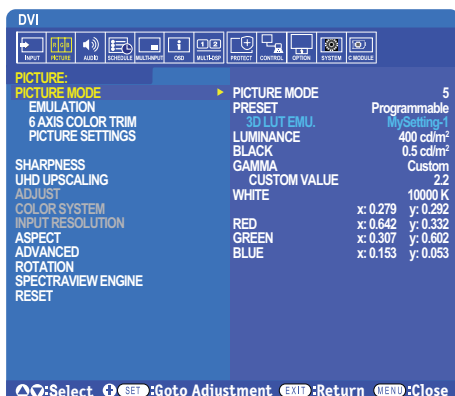 DVI
INPUT PICTURE AUDIO SCHEDULE MULTI-INPUT OSD MULTI-DSP PROTECT CONTROL OPTION SYSTEM C MODULE
PICTURE:
PICTURE MODE PICTURE MODE 5
EMULATION PRESET Programmable
6 AXIS COLOR TRIM 3D LUT EMU. MySetting-1
PICTURE SETTINGS LUMINANCE 400 cd/m²
BLACK 0.5 cd/m²
SHARPNESS GAMMA Custom
UHD UPSCALING CUSTOM VALUE 2.2
ADJUST WHITE 10000 K
COLOR SYSTEM x: 0.279 y: 0.292
INPUT RESOLUTION RED x: 0.642 y: 0.332
ASPECT GREEN x: 0.307 y: 0.602
ADVANCED BLUE x: 0.153 y: 0.053
ROTATION
SPECTRAVIEW ENGINE
RESET
:Select SET :Goto Adjustment EXIT :Return MENU :Close